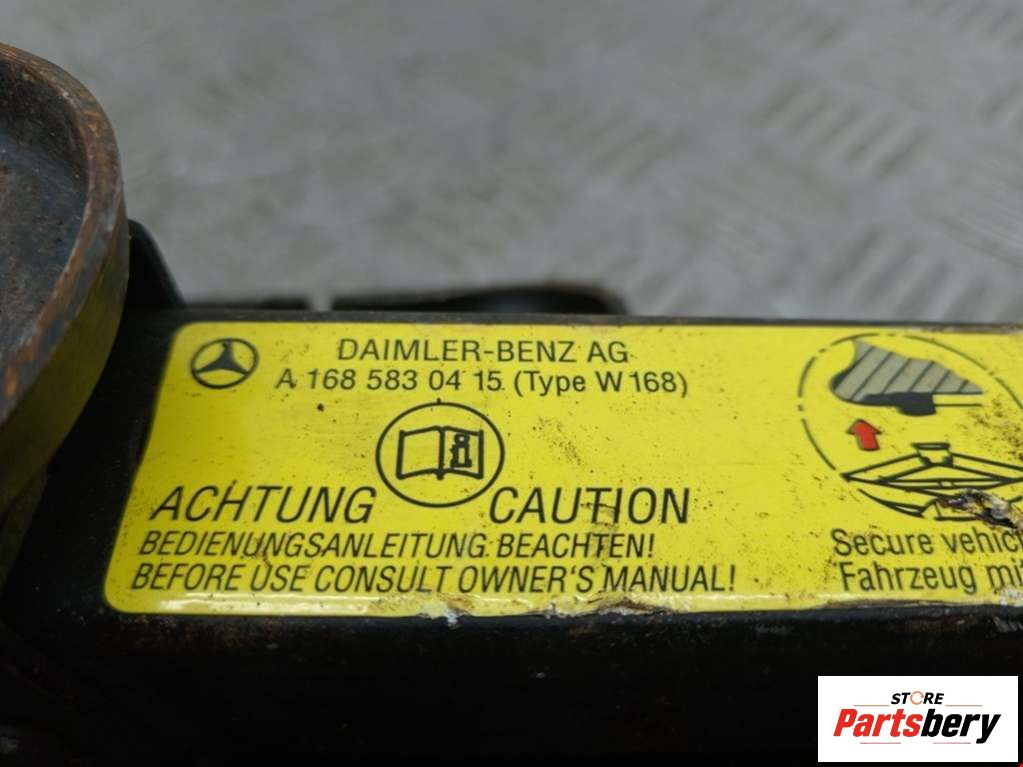 DAIMLER-BENZ AG
A 168 583 04 15 (Type W 168)
ACHTUNG CAUTION
BEDIENUNGSANLEITUNG BEACHTEN!
BEFORE USE CONSULT OWNER'S MANUAL!
Secure
Fahrzeug
STORE
Partsbery